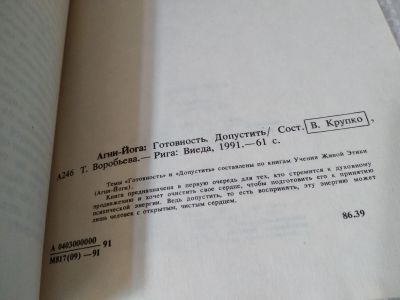 Агни-Йога: Готовность, Допустить/ Сост. В. Крупко,
А246 Т. Воробьева.— Рига: Виеда, 1991.—61 с.
Темы «Готовность» и «Допустить» составлены по книгам Учения Живой Этики
(Агни-Йоги).
Книга предназначена в первую очередь для тех, кто стремится к духовному
возрождению и хочет очистить свое сердце, чтобы подготовить его к принятию
психической энергии. Ведь допустить, то есть воспринять, эту энергию может
лишь человек с открытым, чистым сердцем.
86.39
А 0403000000 91
М817(09) —91